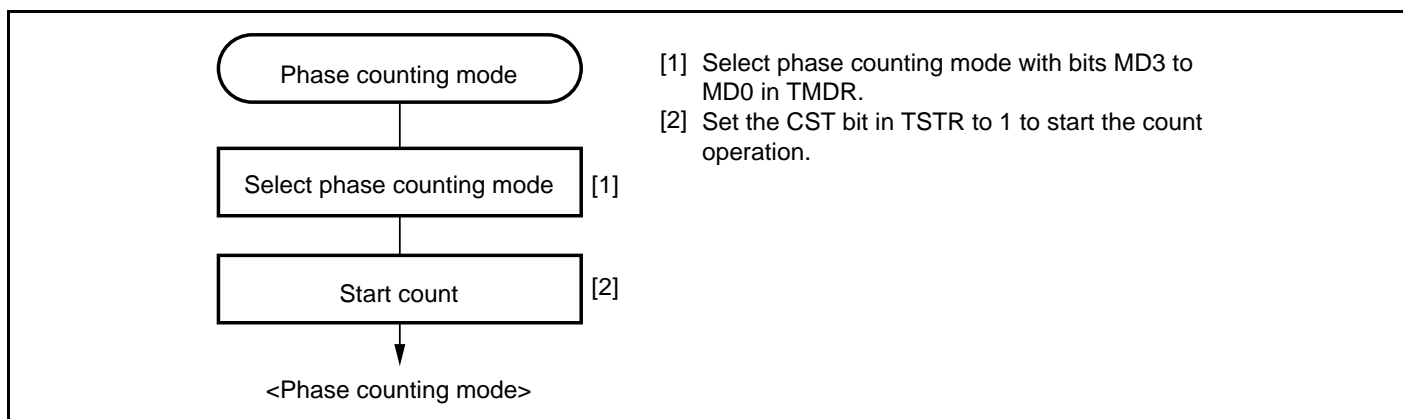 Phase counting mode
Select phase counting mode [1]
Start count [2]
<Phase counting mode>
[1] Select phase counting mode with bits MD3 to
MD0 in TMDR.
[2] Set the CST bit in TSTR to 1 to start the count
operation.